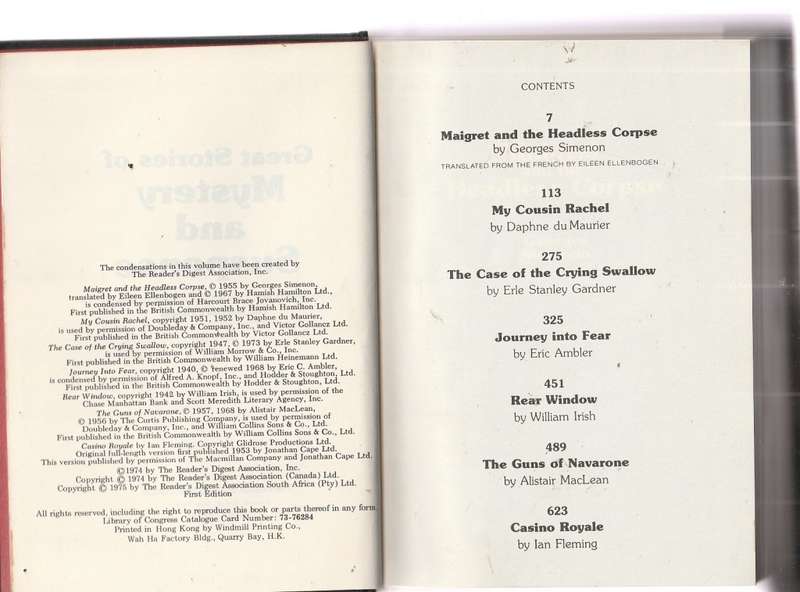 Great Stories of
Mystery
and
The condensations in this volume have been created by
The Reader's Digest Association, Inc.
Maigret and the Headless Corpse, © 1955 by Georges Simenon,
translated by Eileen Ellenbogen and © 1967 by Hamish Hamilton Ltd.,
is condensed by permission of Harcourt Brace Jovanovich, Inc.
First published in the British Commonwealth by Hamish Hamilton Ltd.
My Cousin Rachel, copyright 1951, 1952 by Daphne du Maurier,
is used by permission of Doubleday & Company, Inc., and Victor Gollancz Ltd.
First published in the British Commonwealth by Victor Gollancz Ltd.
The Case of the Crying Swallow, copyright 1947, © 1973 by Erle Stanley Gardner,
is used by permission of William Morrow & Co., Inc.
First published in the British Commonwealth by William Heinemann Ltd.
Journey Into Fear, copyright 1940, © renewed 1968 by Eric C. Ambler,
is condensed by permission of Alfred A. Knopf, Inc., and Hodder & Stoughton, Ltd.
First published in the British Commonwealth by Hodder & Stoughton, Ltd.
Rear Window, copyright 1942 by William Irish, is used by permission of the
Chase Manhattan Bank and Scott Meredith Literary Agency, Inc.
The Guns of Navarone, © 1957, 1968 by Alistair MacLean,
© 1956 by The Curtis Publishing Company, is used by permission of
Doubleday & Company, Inc., and William Collins Sons & Co., Ltd.
First published in the British Commonwealth by William Collins Sons & Co., Ltd.
Casino Royale by Ian Fleming. Copyright Glidrose Productions Ltd.
Original full-length version first published 1953 by Jonathan Cape Ltd.
This version published by permission of The Macmillan Company and Jonathan Cape Ltd.
© 1974 by The Reader's Digest Association, Inc.
Copyright © 1974 by The Reader's Digest Association (Canada) Ltd.
Copyright © 1975 by The Reader's Digest Association South Africa (Pty) Ltd.
First Edition
All rights reserved, including the right to reproduce this book or parts thereof in any form
Library of Congress Catalogue Card Number: 73-76284
Printed in Hong Kong by Windmill Printing Co.,
Wah Ha Factory Bldg., Quarry Bay, H.K.
CONTENTS
7
Maigret and the Headless Corpse
by Georges Simenon
TRANSLATED FROM THE FRENCH BY EILEEN ELLENBOGEN
113
My Cousin Rachel
by Daphne du Maurier
275
The Case of the Crying Swallow
by Erle Stanley Gardner
325
Journey into Fear
by Eric Ambler
451
Rear Window
by William Irish
489
The Guns of Navarone
by Alistair MacLean
623
Casino Royale
by Ian Fleming